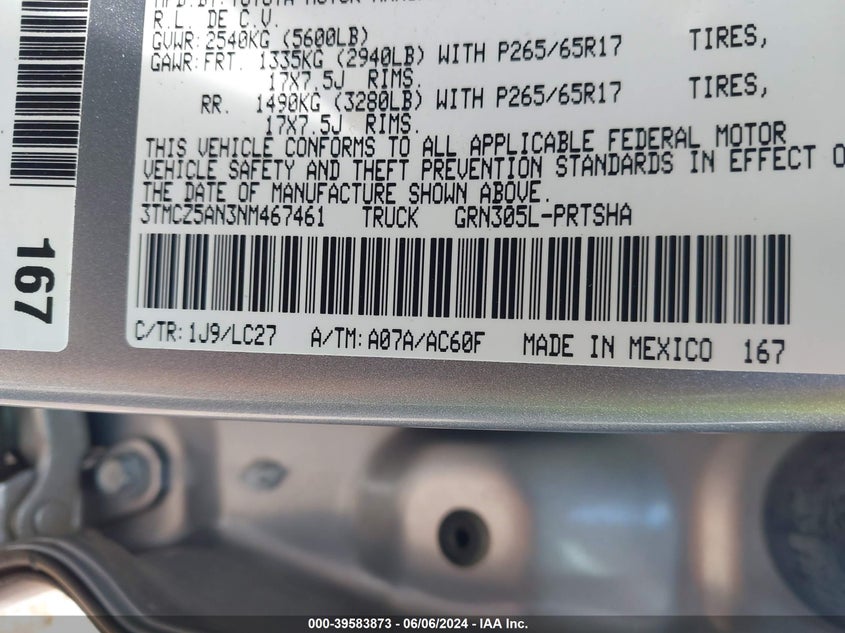 R.L. DE C.V.
GVWR:2540KG (5600LB)
GAWR:FRT. 1335KG (2940LB) WITH P265/65R17 TIRES,
17X7.5J RIMS.
RR. 1490KG (3280LB) WITH P265/65R17 TIRES,
17X7.5J RIMS.
THIS VEHICLE CONFORMS TO ALL APPLICABLE FEDERAL MOTOR
VEHICLE SAFETY AND THEFT PREVENTION STANDARDS IN EFFECT
THE DATE OF MANUFACTURE SHOWN ABOVE.
3TMCZ5AN3NM467461 TRUCK GRN305L-PRTSHA
C/TR:1J9/LC27 A/TM:A07A/AC60F MADE IN MEXICO 167
167
000-39583873 - 06/06/2024 - IAA Inc.